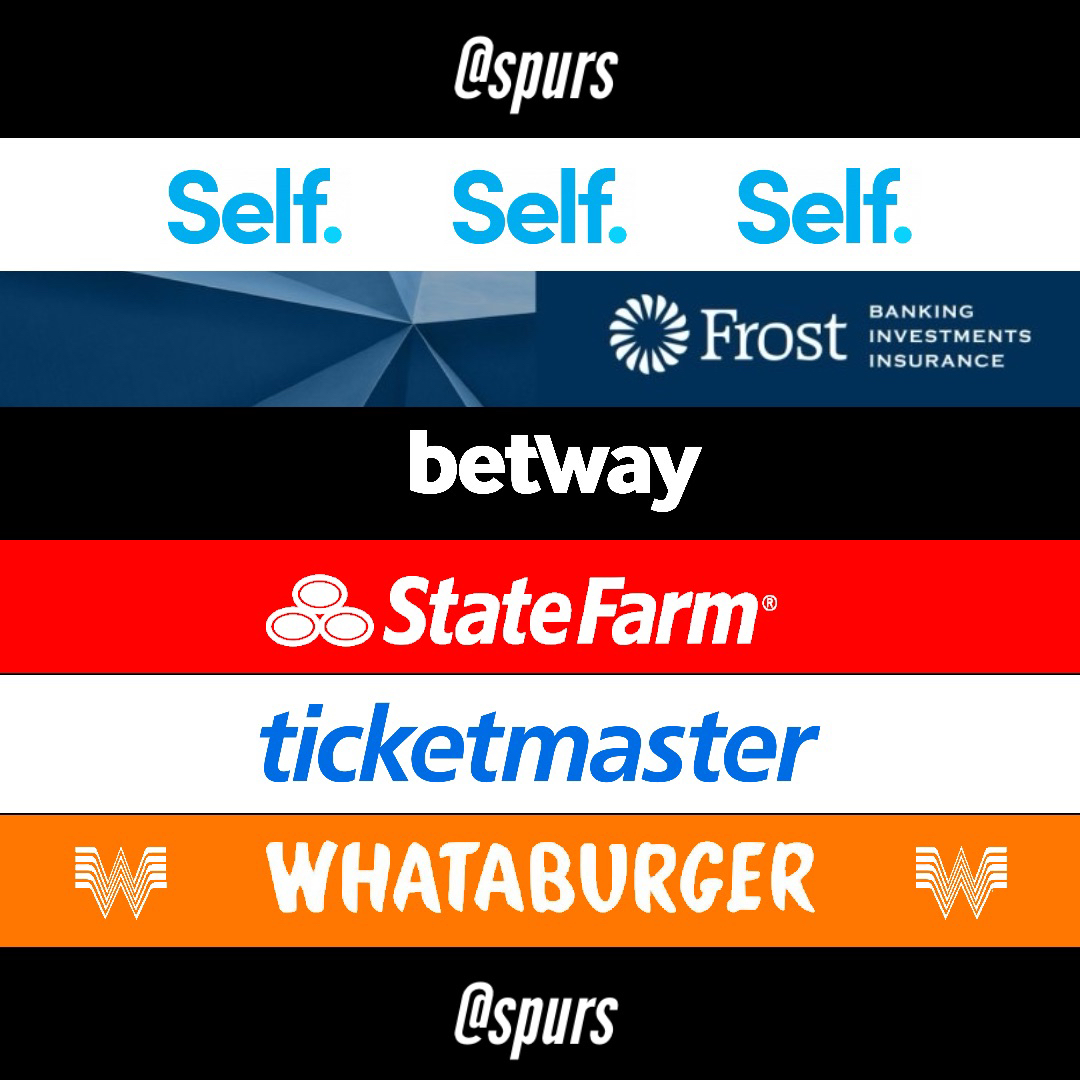 @spurs
Self. Self. Self.
Frost
BANKING
INVESTMENTS
INSURANCE
betway
StateFarm®
ticketmaster
W WHATABURGER W
@spurs